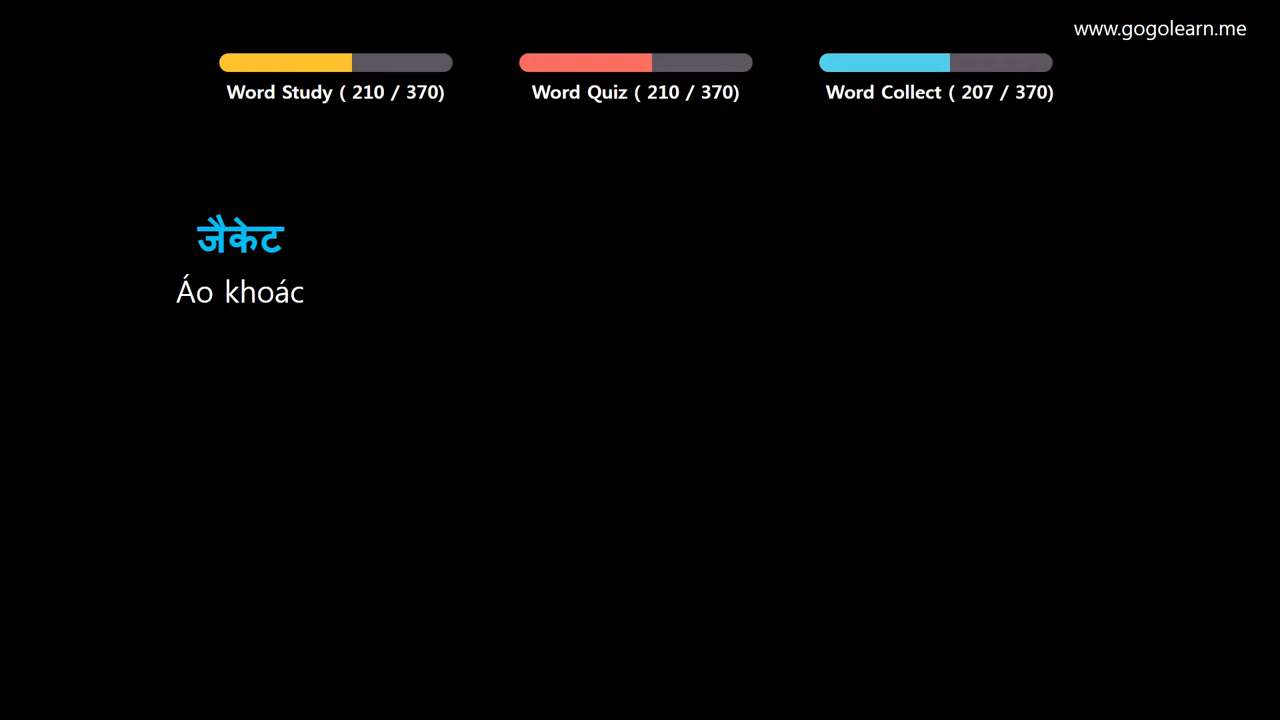 www.gogolearn.me
Word Study ( 210 / 370)
Word Quiz ( 210 / 370)
Word Collect ( 207 / 370)
जैकेट
Áo khoác